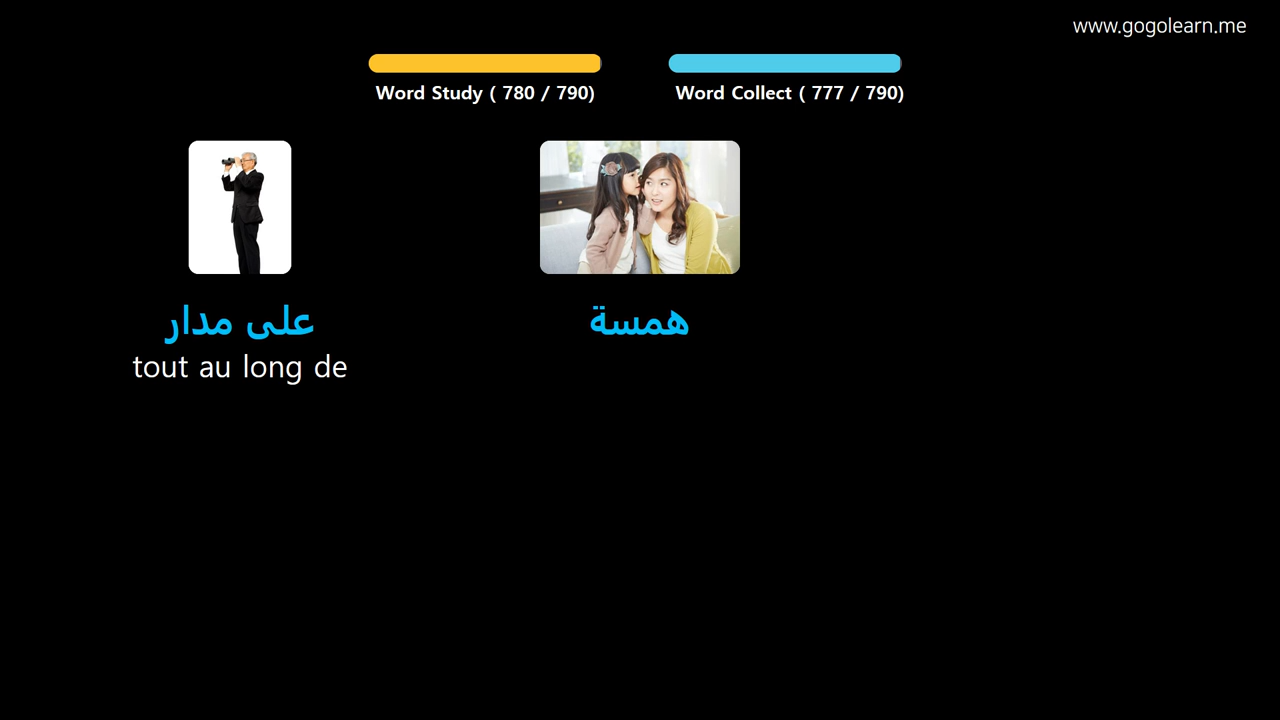 www.gogolearn.me
Word Study ( 780 / 790)
Word Collect ( 777 / 790)
على مدار
tout au long de
همسة